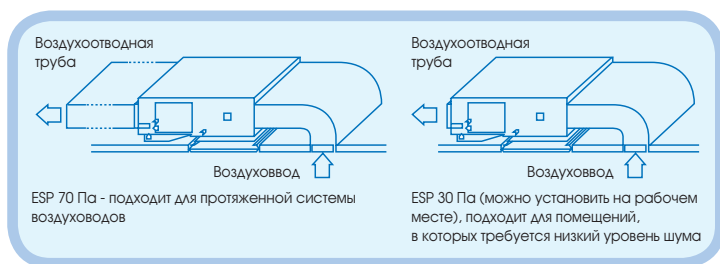 Воздухоотводная
труба
Воздуховвод
ESP 70 Па - подходит для протяженной системы
воздуховодов
Воздухоотводная
труба
Воздуховвод
ESP 30 Па (можно установить на рабочем
месте), подходит для помещений,
в которых требуется низкий уровень шума